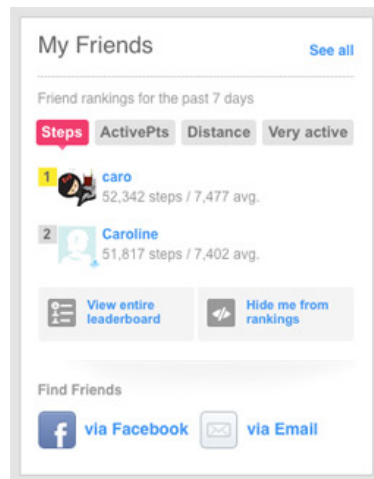 My Friends
See all
Friend rankings for the past 7 days
Steps ActivePts Distance Very active
1
caro
52,342 steps / 7,477 avg.
2
Caroline
51,817 steps / 7,402 avg.
View entire
leaderboard
Hide me from
rankings
Find Friends
f via Facebook via Email